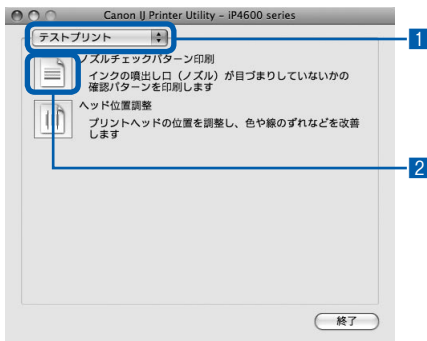 Canon IJ Printer Utility – iP4600 series
テストプリント
1
ノズルチェックパターン印刷
インクの噴出し口（ノズル）が目づまりしていないかの
確認パターンを印刷します
ヘッド位置調整
プリントヘッドの位置を調整し、色や線のずれなどを改善
します
2
終了